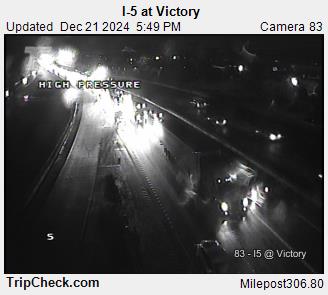 I-5 at Victory
Updated Dec 21 2024 5:49 PM Camera 83
HIGH PRESSURE
S
83 - I5 @ Victory
TripCheck.com Milepost306.80